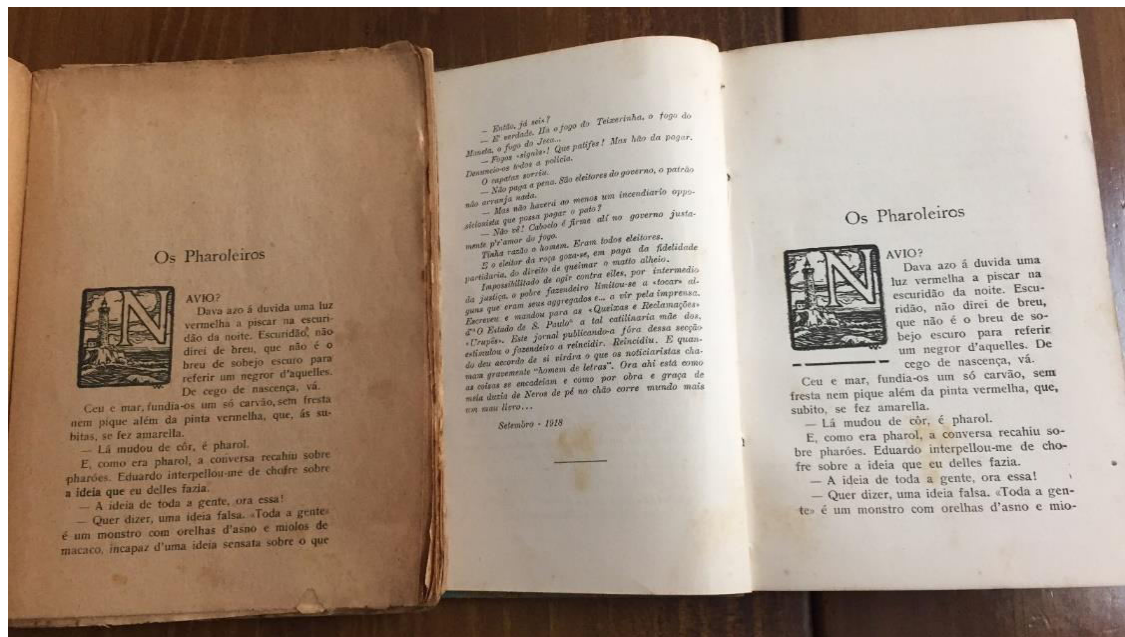 Os Pharoleiros
NAVIO?
Dava azo á duvida uma luz
vermelha a piscar na escuri-
dão da noite. Escuridão, não
direi de breu, que não é o
breu de sobejo escuro para
referir um negror d'aquelles.
De cego de nascença, vá.
Ceu e mar, fundia-os um só carvão, sem fresta
nem pique além da pinta vermelha, que, ás su-
bitas, se fez amarella.
— Lá mudou de côr, é pharol.
E, como era pharol, a conversa recahiu sobre
pharóes. Eduardo interpellou-me de chofre sobre
a ideia que eu delles fazia.
— A ideia de toda a gente, ora essa!
— Quer dizer, uma ideia falsa. «Toda a gente»
é um monstro com orelhas d'asno e miolos de
macaco, incapaz d'uma ideia sensata sobre o que
— Então, já seis?
— E' verdade. Há o fogo do Teixeirinha, o fogo do
Maneta, o fogo do Jeca...
— Fogos «signés»! Que patifes! Mas hão da pagar.
Denuncio-os todos a policia.
O capataz sorriu.
— Não paga a pena. São eleitores do governo, o patrão
não arranja nada.
— Mas não haverá ao menos um incendiario oppo-
sicionista que possa pagar o pato?
— Não vê! Caboclo é firme alí no governo justa-
mente p'r'amor do fogo.
Tinha razão o homem. Eram todos eleitores.
E o eleitor da roça goza-se, em paga da fidelidade
partidaria, do direito de queimar o matto alheio.
Impossibilitado de agir contra elles, por intermedio
da justiça, o pobre fazendeiro limitou-se a «tocar» al-
guns que eram seus aggregados e... a vir pela imprensa.
Escreveu e mandou para as «Queixas e Reclamações»
d'"O Estado de S. Paulo" a tal catilinaria mãe dos,
«Urupês». Este jornal publicando-a fóra dessa secção
estimulou o fazendeiro a reincidir. Reincidiu. E quan-
do deu accordo de si virára o que os noticiaristas cha-
mam gravemente "homem de letras". Ora ahi está como
as coisas se encadeiam e como por obra e graça de
meia duzia de Neros de pé no chão corre mundo mais
um mau livro...
Setembro - 1918
Os Pharoleiros
NAVIO?
Dava azo á duvida uma
luz vermelha a piscar na
escuridão da noite. Escu-
ridão, não direi de breu,
que não é o breu de so-
bejo escuro para referir
um negror d'aquelles. De
cego de nascença, vá.
Ceu e mar, fundia-os um só carvão, sem
fresta nem pique além da pinta vermelha, que,
subito, se fez amarella.
— Lá mudou de côr, é pharol.
E, como era pharol, a conversa recahiu so-
bre pharóes. Eduardo interpellou-me de cho-
fre sobre a ideia que eu delles fazia.
— A ideia de toda a gente, ora essa!
— Quer dizer, uma ideia falsa. «Toda a gen-
te» é um monstro com orelhas d'asno e mio-